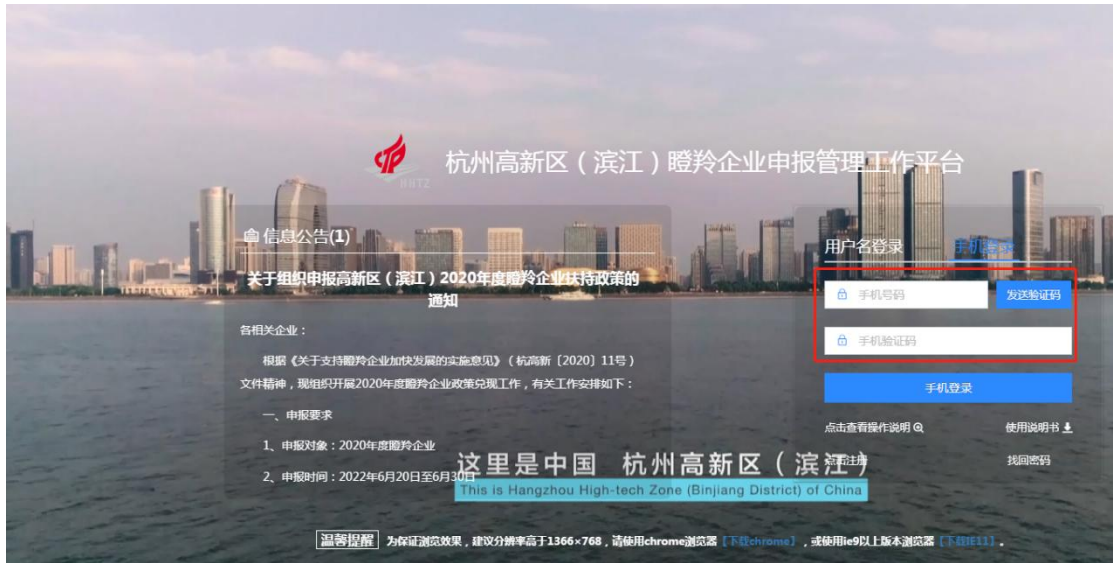 杭州高新区（滨江）瞪羚企业申报管理工作平台
HHTZ
信息公告(1)
关于组织申报高新区（滨江）2020年度瞪羚企业扶持政策的
通知
各相关企业：
根据《关于支持瞪羚企业加快发展的实施意见》（杭高新〔2020〕11号）
文件精神，现组织开展2020年度瞪羚企业政策兑现工作，有关工作安排如下：
一、申报要求
1、申报对象：2020年度瞪羚企业
2、申报时间：2022年6月20日至6月30日
用户名登录 手机登录
手机号码 发送验证码
手机验证码
手机登录
点击查看操作说明 使用说明书
点击注册 找回密码
这里是中国 杭州高新区（滨江）
This is Hangzhou High-tech Zone (Binjiang District) of China
温馨提醒 为保证浏览效果，建议分辨率高于1366×768，请使用chrome浏览器【下载chrome】，或使用ie9以上版本浏览器【下载IE11】。